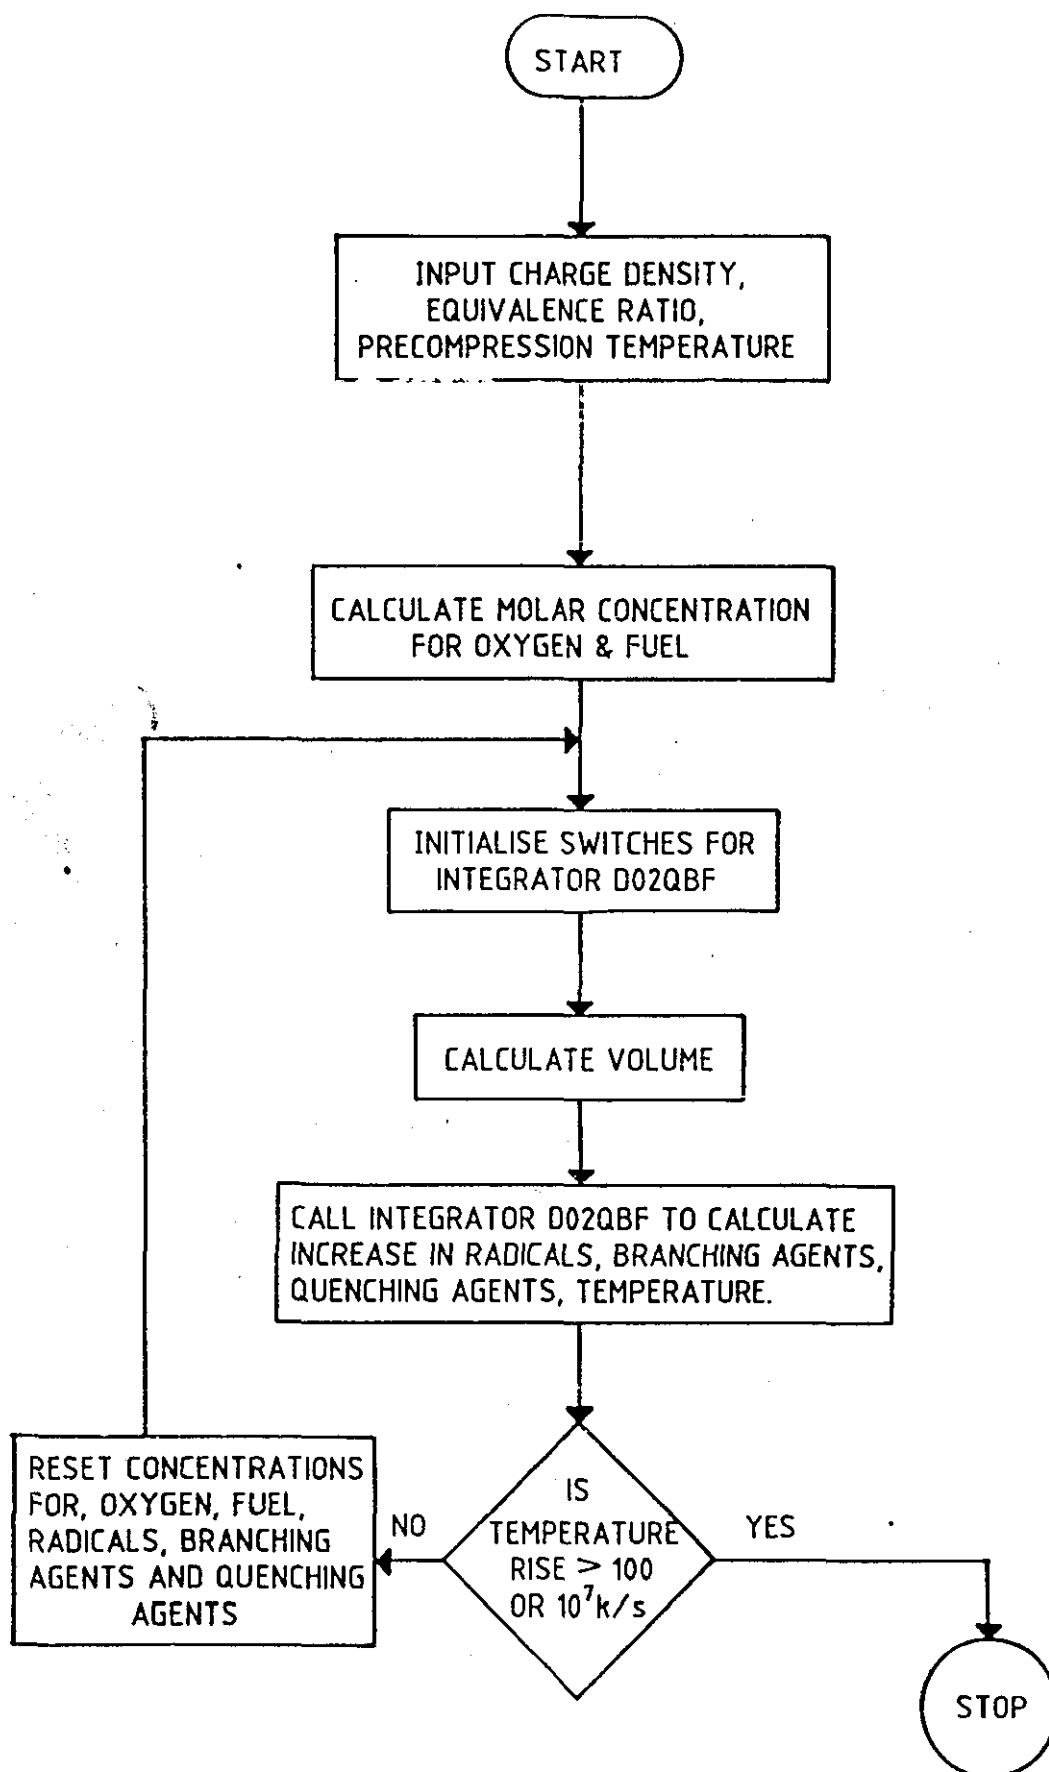 START
INPUT CHARGE DENSITY,
EQUIVALENCE RATIO,
PRECOMPRESSION TEMPERATURE
CALCULATE MOLAR CONCENTRATION
FOR OXYGEN & FUEL
INITIALISE SWITCHES FOR
INTEGRATOR D02QBF
CALCULATE VOLUME
CALL INTEGRATOR D02QBF TO CALCULATE
INCREASE IN RADICALS, BRANCHING AGENTS,
QUENCHING AGENTS, TEMPERATURE.
IS
TEMPERATURE
RISE > 100
OR 10⁷k/s
NO
YES
RESET CONCENTRATIONS
FOR, OXYGEN, FUEL,
RADICALS, BRANCHING
AGENTS AND QUENCHING
AGENTS
STOP